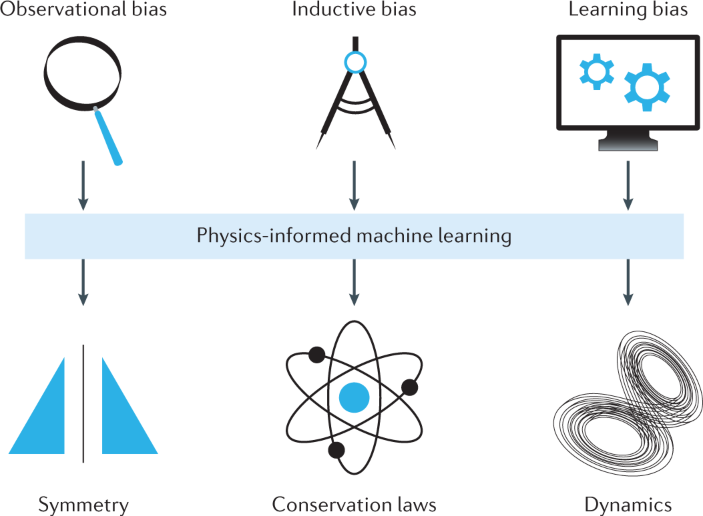 Observational bias
Inductive bias
Learning bias
Physics-informed machine learning
Symmetry
Conservation laws
Dynamics